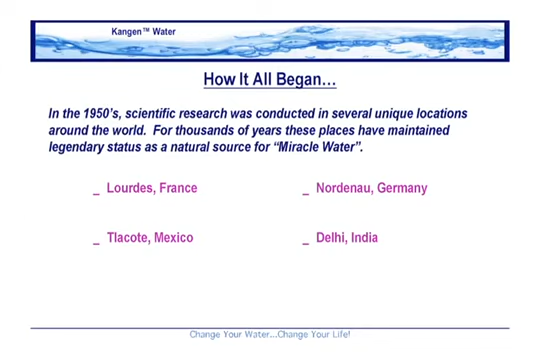 Kangen™ Water
How It All Began…
In the 1950's, scientific research was conducted in several unique locations
around the world.  For thousands of years these places have maintained
legendary status as a natural source for "Miracle Water".
_ Lourdes, France
_ Nordenau, Germany
_ Tlacote, Mexico
_ Delhi, India
Change Your Water...Change Your Life!